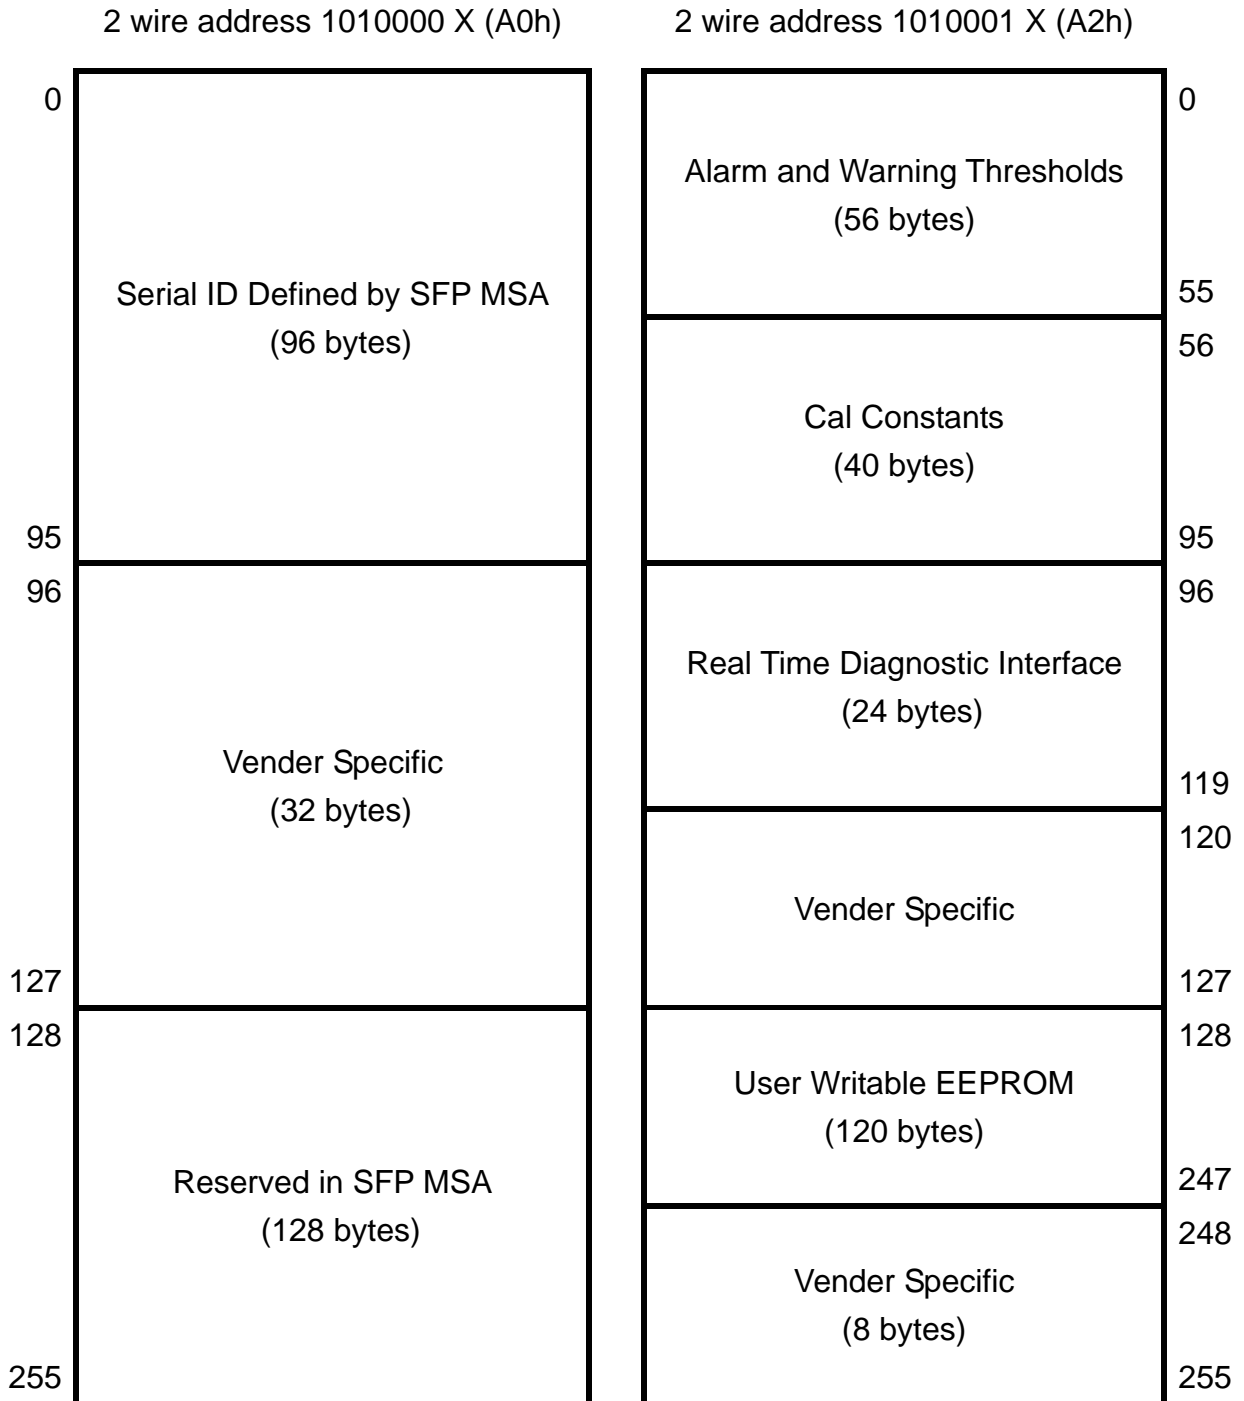 2 wire address 1010000 X (A0h)
0
Serial ID Defined by SFP MSA
(96 bytes)
95
96
Vender Specific
(32 bytes)
127
128
Reserved in SFP MSA
(128 bytes)
255
2 wire address 1010001 X (A2h)
0
Alarm and Warning Thresholds
(56 bytes)
55
56
Cal Constants
(40 bytes)
95
96
Real Time Diagnostic Interface
(24 bytes)
119
120
Vender Specific
127
128
User Writable EEPROM
(120 bytes)
247
248
Vender Specific
(8 bytes)
255